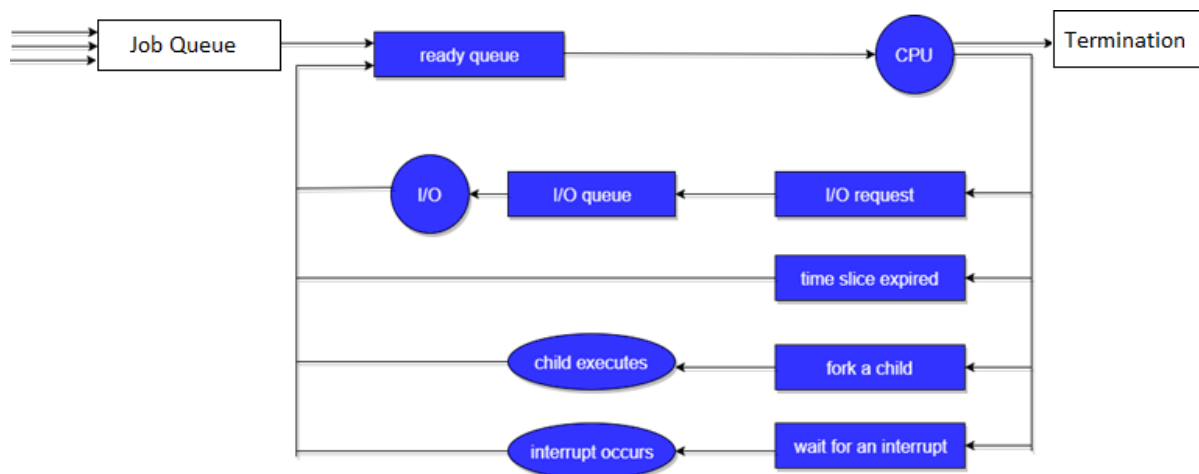 Job Queue
ready queue
CPU
Termination
I/O
I/O queue
I/O request
time slice expired
child executes
fork a child
interrupt occurs
wait for an interrupt